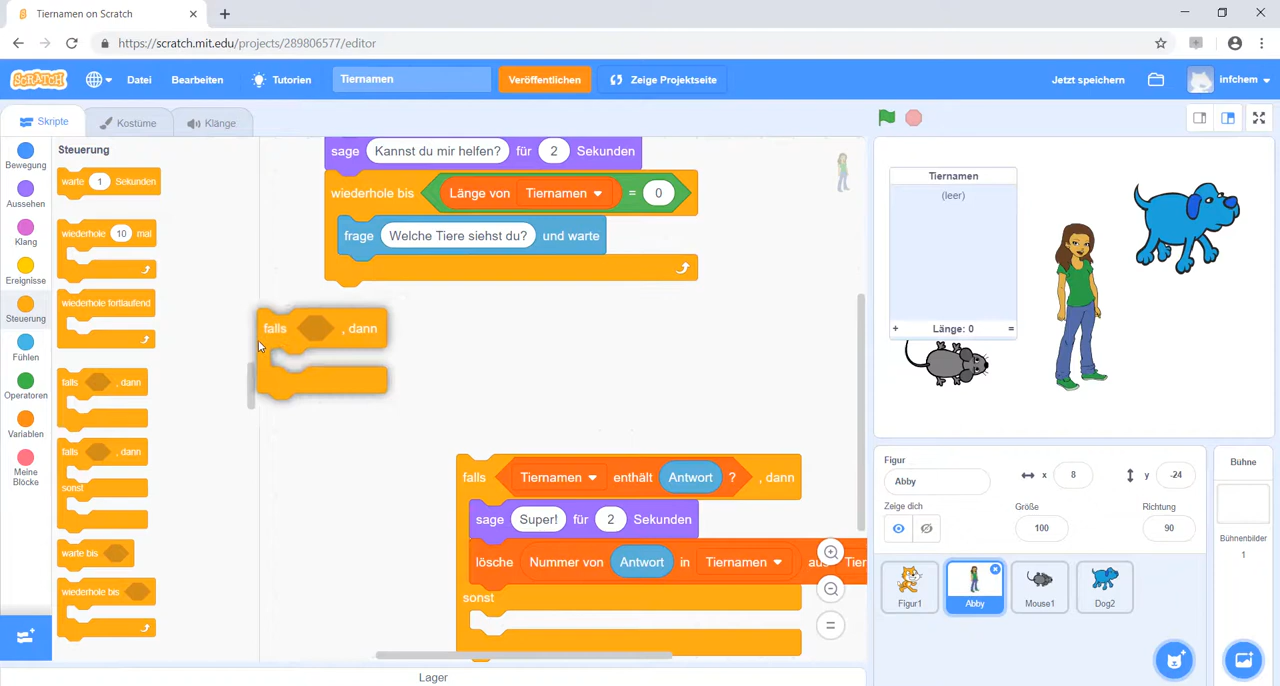 Tiernamen on Scratch
https://scratch.mit.edu/projects/289806577/editor
SCRATCH Datei Bearbeiten Tutorien Tiernamen Veröffentlichen Zeige Projektseite Jetzt speichern infchem
Skripte Kostüme Klänge
Bewegung
Aussehen
Klang
Ereignisse
Steuerung
Fühlen
Operatoren
Variablen
Meine
Blöcke
Steuerung
warte 1 Sekunden
wiederhole 10 mal
wiederhole fortlaufend
falls , dann
falls , dann
sonst
warte bis
wiederhole bis
sage Kannst du mir helfen? für 2 Sekunden
wiederhole bis Länge von Tiernamen = 0
frage Welche Tiere siehst du? und warte
falls , dann
falls Tiernamen enthält Antwort ? , dann
sage Super! für 2 Sekunden
lösche Nummer von Antwort in Tiernamen aus Tier
sonst
Lager
Tiernamen
(leer)
+ Länge: 0 =
Figur
Abby
x 8
y -24
Zeige dich
Größe
100
Richtung
90
Figur1
Abby
Mouse1
Dog2
Bühne
Bühnenbilder
1